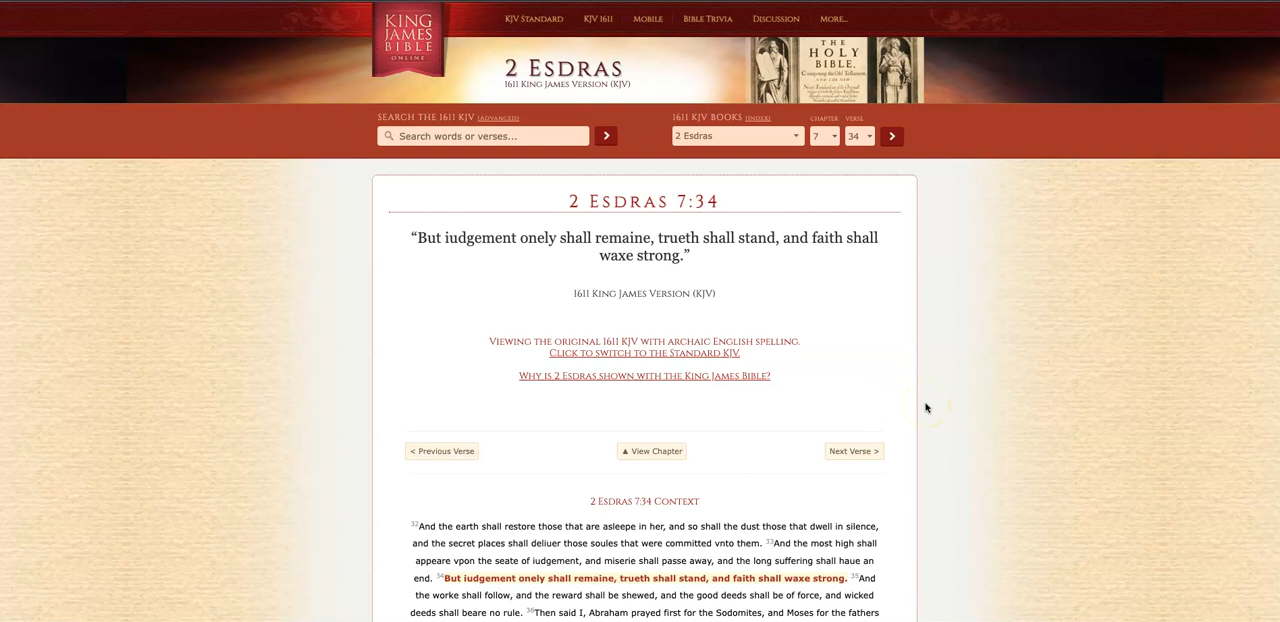 KING
JAMES
BIBLE
ONLINE
KJV STANDARD KJV 1611 MOBILE BIBLE TRIVIA DISCUSSION MORE...
2 ESDRAS
1611 KING JAMES VERSION (KJV)
THE
HOLY
BIBLE,
SEARCH THE 1611 KJV (ADVANCED)
Search words or verses...
>
1611 KJV BOOKS (INDEX) CHAPTER VERSE
2 Esdras 7 34 >
2 ESDRAS 7:34
“But iudgement onely shall remaine, trueth shall stand, and faith shall
waxe strong.”
1611 KING JAMES VERSION (KJV)
VIEWING THE ORIGINAL 1611 KJV WITH ARCHAIC ENGLISH SPELLING.
CLICK TO SWITCH TO THE STANDARD KJV.
WHY IS 2 ESDRAS SHOWN WITH THE KING JAMES BIBLE?
< Previous Verse ▲ View Chapter Next Verse >
2 ESDRAS 7:34 CONTEXT
32And the earth shall restore those that are asleepe in her, and so shall the dust those that dwell in silence,
and the secret places shall deliuer those soules that were committed vnto them. 33And the most high shall
appeare vpon the seate of iudgement, and miserie shall passe away, and the long suffering shall haue an
end. 34But iudgement onely shall remaine, trueth shall stand, and faith shall waxe strong. 35And
the worke shall follow, and the reward shall be shewed, and the good deeds shall be of force, and wicked
deeds shall beare no rule. 36Then said I, Abraham prayed first for the Sodomites, and Moses for the fathers